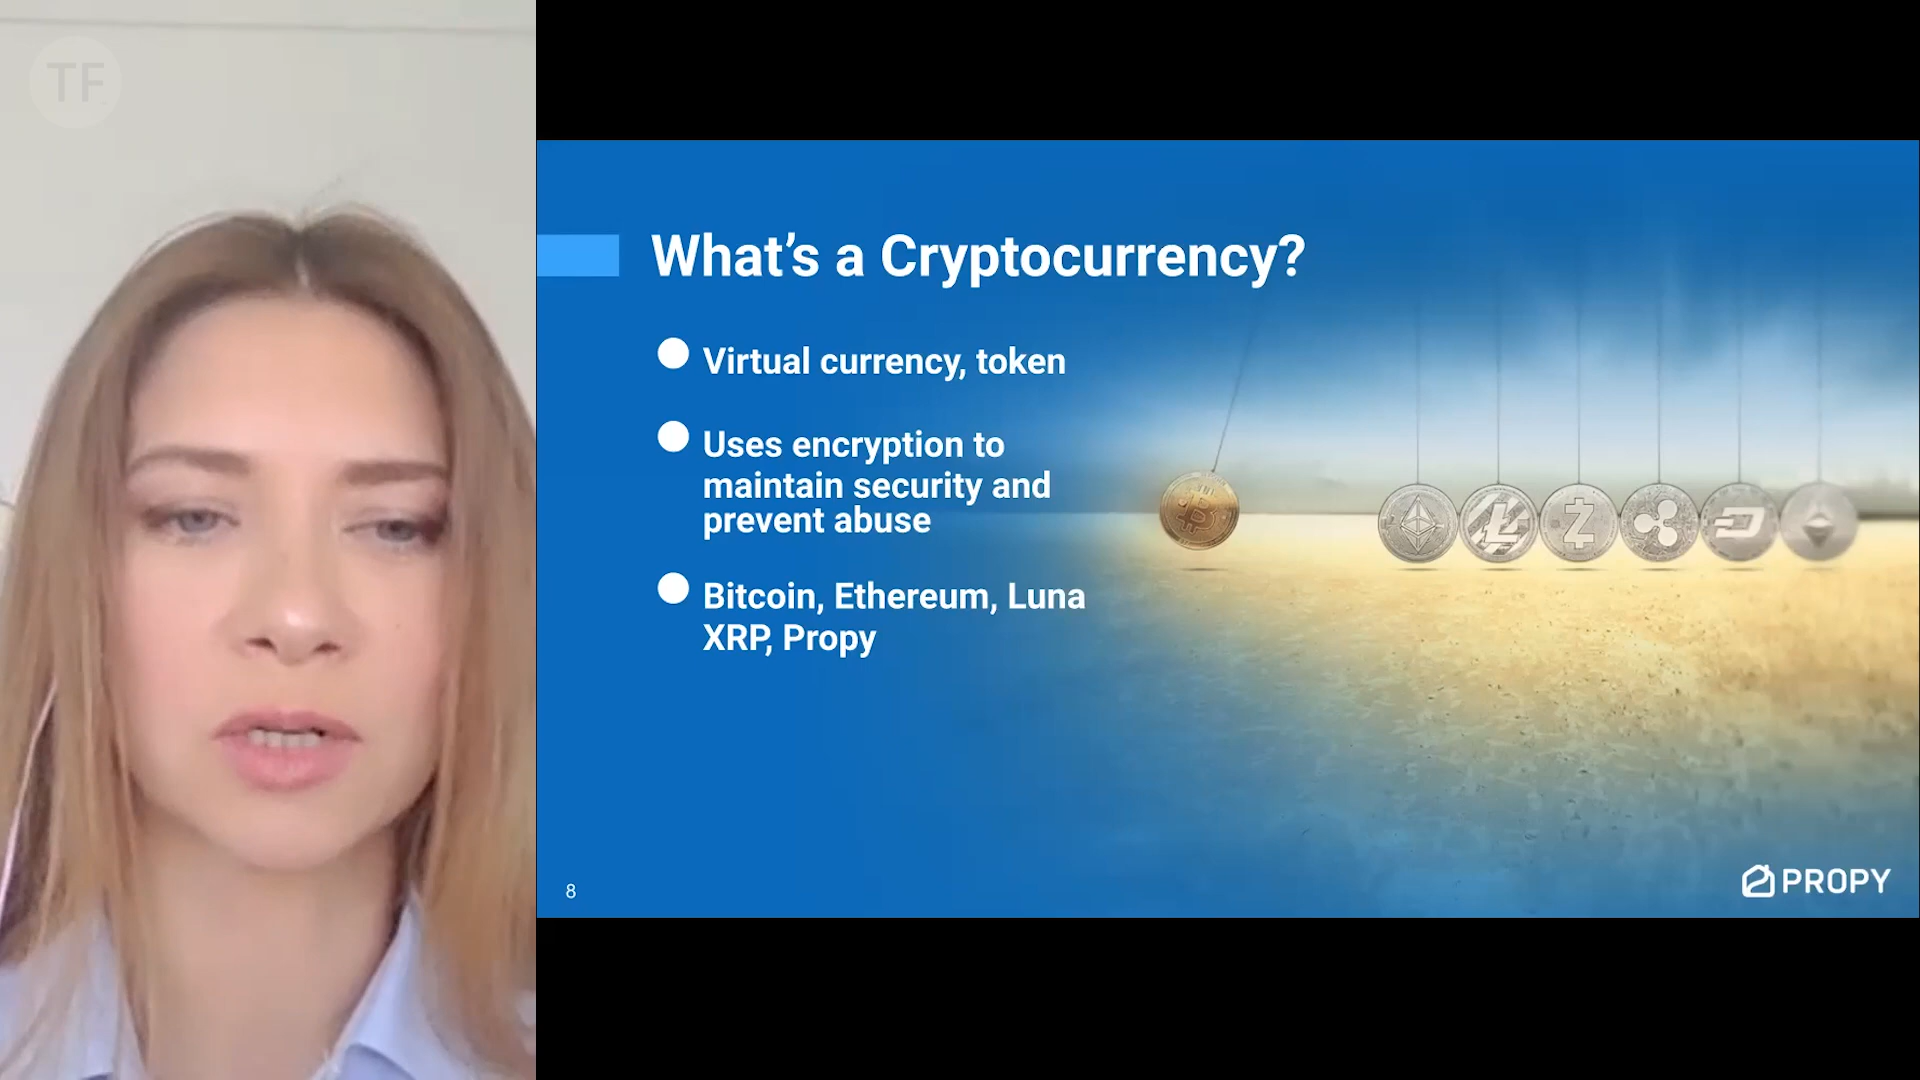 TF
What's a Cryptocurrency?
Virtual currency, token
Uses encryption to
maintain security and
prevent abuse
Bitcoin, Ethereum, Luna
XRP, Propy
8
PROPY